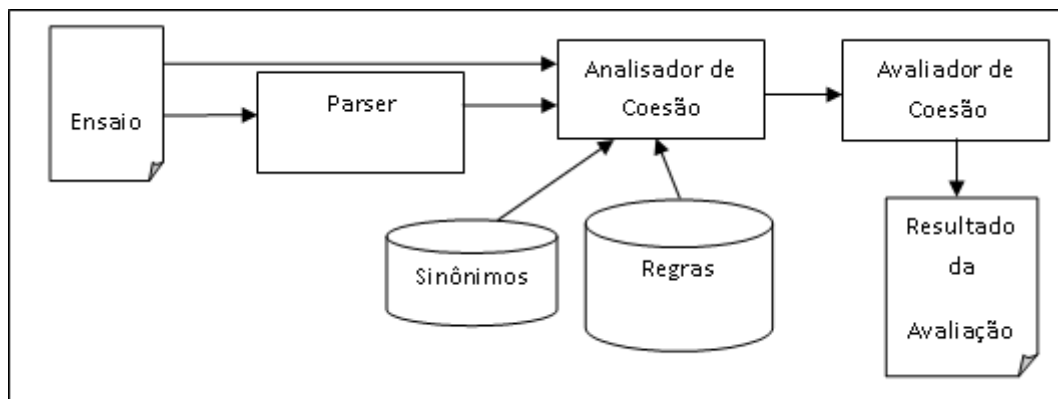 Ensaio
Parser
Analisador de
Coesão
Avaliador de
Coesão
Sinônimos
Regras
Resultado
da
Avaliação